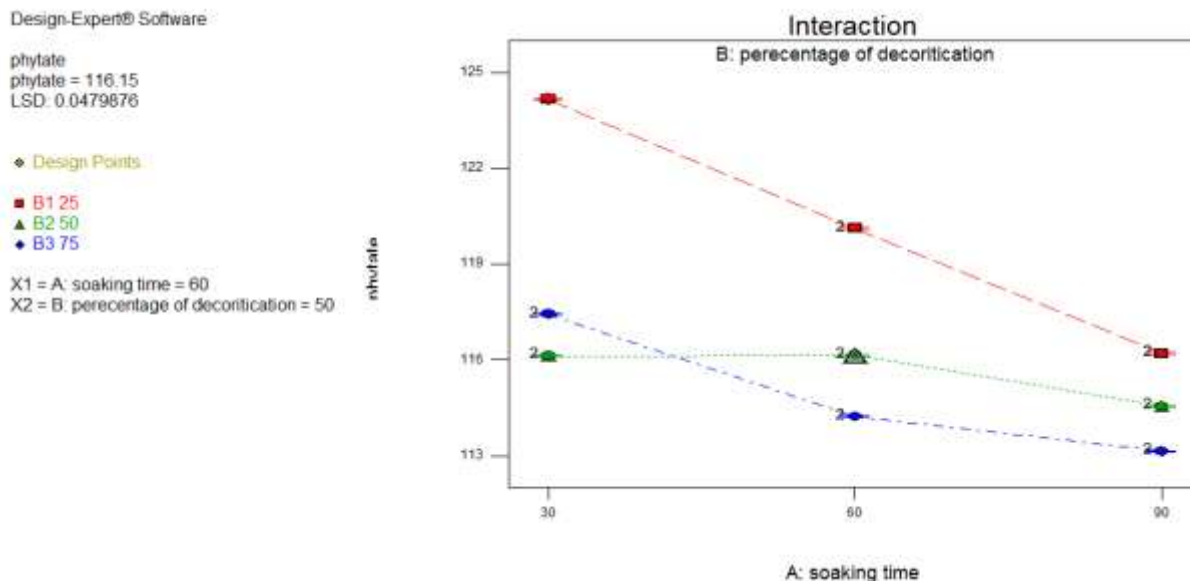 Design-Expert® Software
phytate
phytate = 116.15
LSD: 0.0479876
Design Points
B1 25
B2 50
B3 75
X1 = A: soaking time = 60
X2 = B: perecentage of decoritication = 50
Interaction
B: perecentage of decoritication
125
122
119
116
113
phytate
2
2
2
2
2
2
2
2
30
60
90
A: soaking time